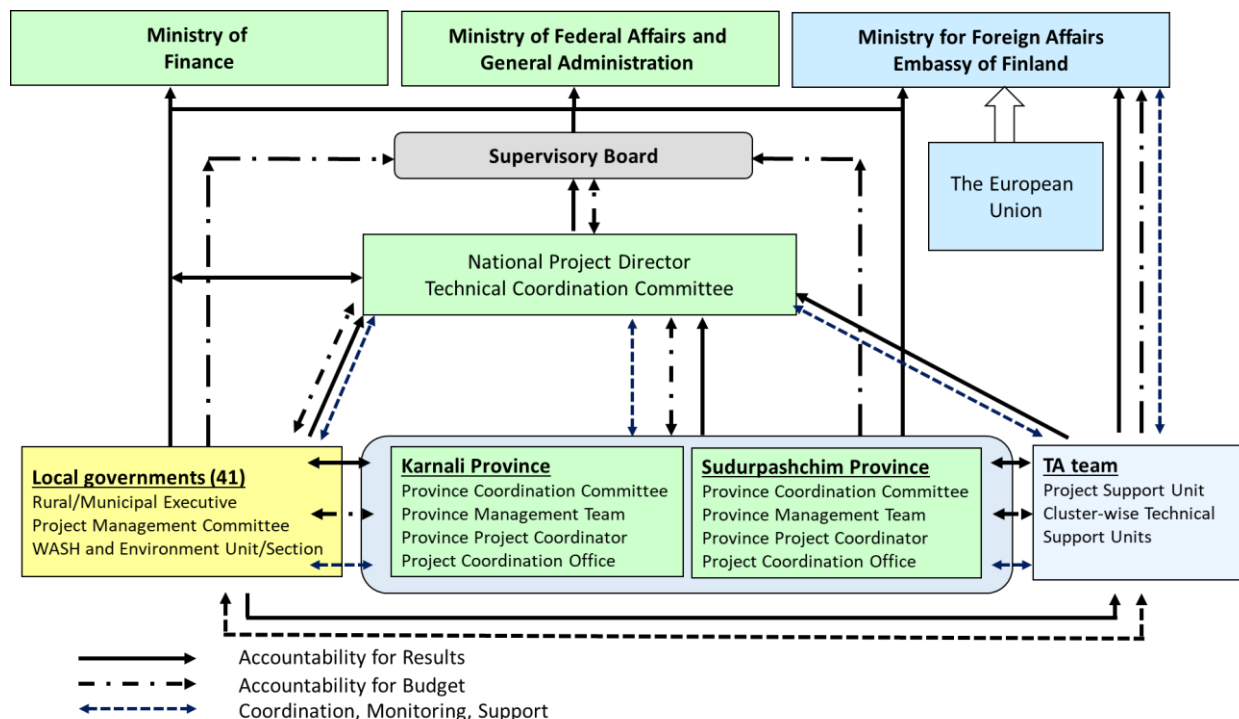 Ministry of
Finance
Ministry of Federal Affairs and
General Administration
Ministry for Foreign Affairs
Embassy of Finland
Supervisory Board
The European
Union
National Project Director
Technical Coordination Committee
Local governments (41)
Rural/Municipal Executive
Project Management Committee
WASH and Environment Unit/Section
Karnali Province
Province Coordination Committee
Province Management Team
Province Project Coordinator
Project Coordination Office
Sudurpashchim Province
Province Coordination Committee
Province Management Team
Province Project Coordinator
Project Coordination Office
TA team
Project Support Unit
Cluster-wise Technical
Support Units
Accountability for Results
Accountability for Budget
Coordination, Monitoring, Support